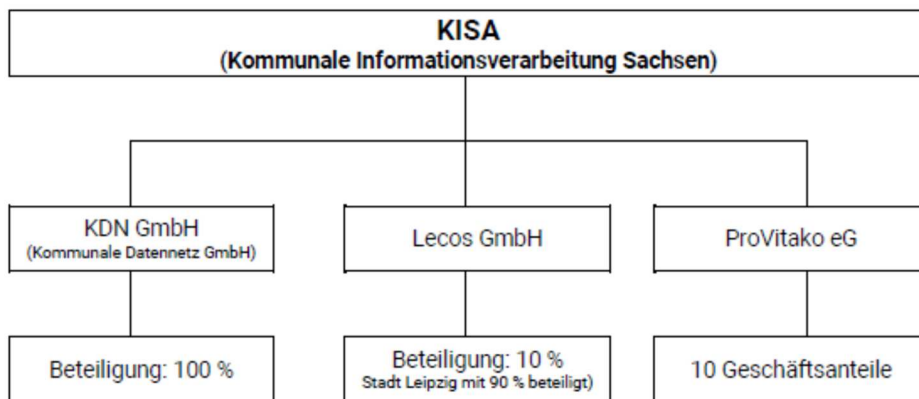 KISA
(Kommunale Informationsverarbeitung Sachsen)
KDN GmbH
(Kommunale Datennetz GmbH)
Lecos GmbH
ProVitako eG
Beteiligung: 100 %
Beteiligung: 10 %
Stadt Leipzig mit 90 % beteiligt)
10 Geschäftsanteile